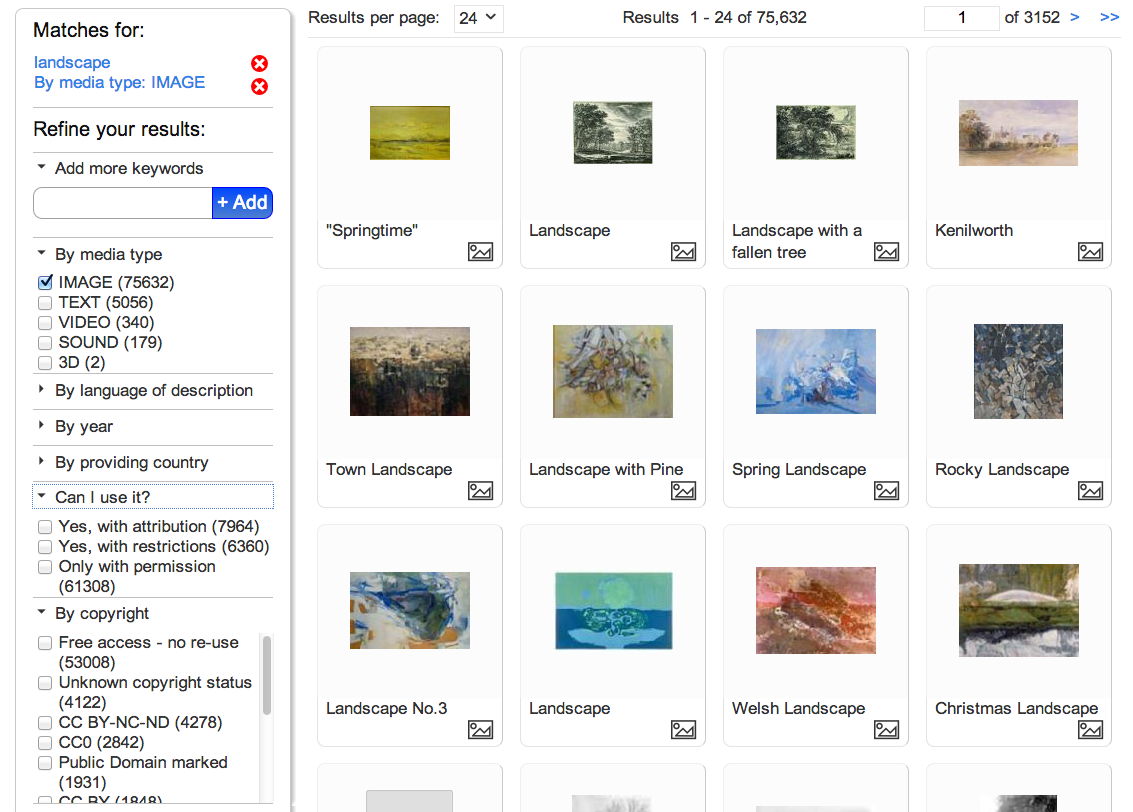 Matches for:
landscape
By media type: IMAGE
Refine your results:
Add more keywords
+ Add
By media type
IMAGE (75632)
TEXT (5056)
VIDEO (340)
SOUND (179)
3D (2)
By language of description
By year
By providing country
Can I use it?
Yes, with attribution (7964)
Yes, with restrictions (6360)
Only with permission
(61308)
By copyright
Free access - no re-use
(53008)
Unknown copyright status
(4122)
CC BY-NC-ND (4278)
CC0 (2842)
Public Domain marked
(1931)
CC BY (1848)
Results per page: 24 Results 1 - 24 of 75,632 1 of 3152 > >>
"Springtime"
Landscape
Landscape with a
fallen tree
Kenilworth
Town Landscape
Landscape with Pine
Spring Landscape
Rocky Landscape
Landscape No.3
Landscape
Welsh Landscape
Christmas Landscape